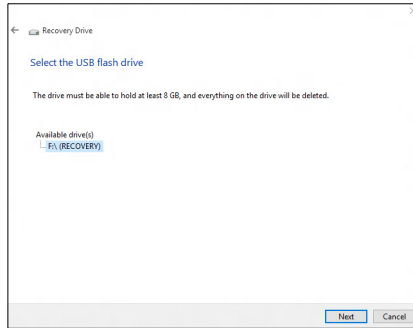 Recovery Drive
Select the USB flash drive
The drive must be able to hold at least 8 GB, and everything on the drive will be deleted.
Available drive(s)
F:\ (RECOVERY)
Next Cancel